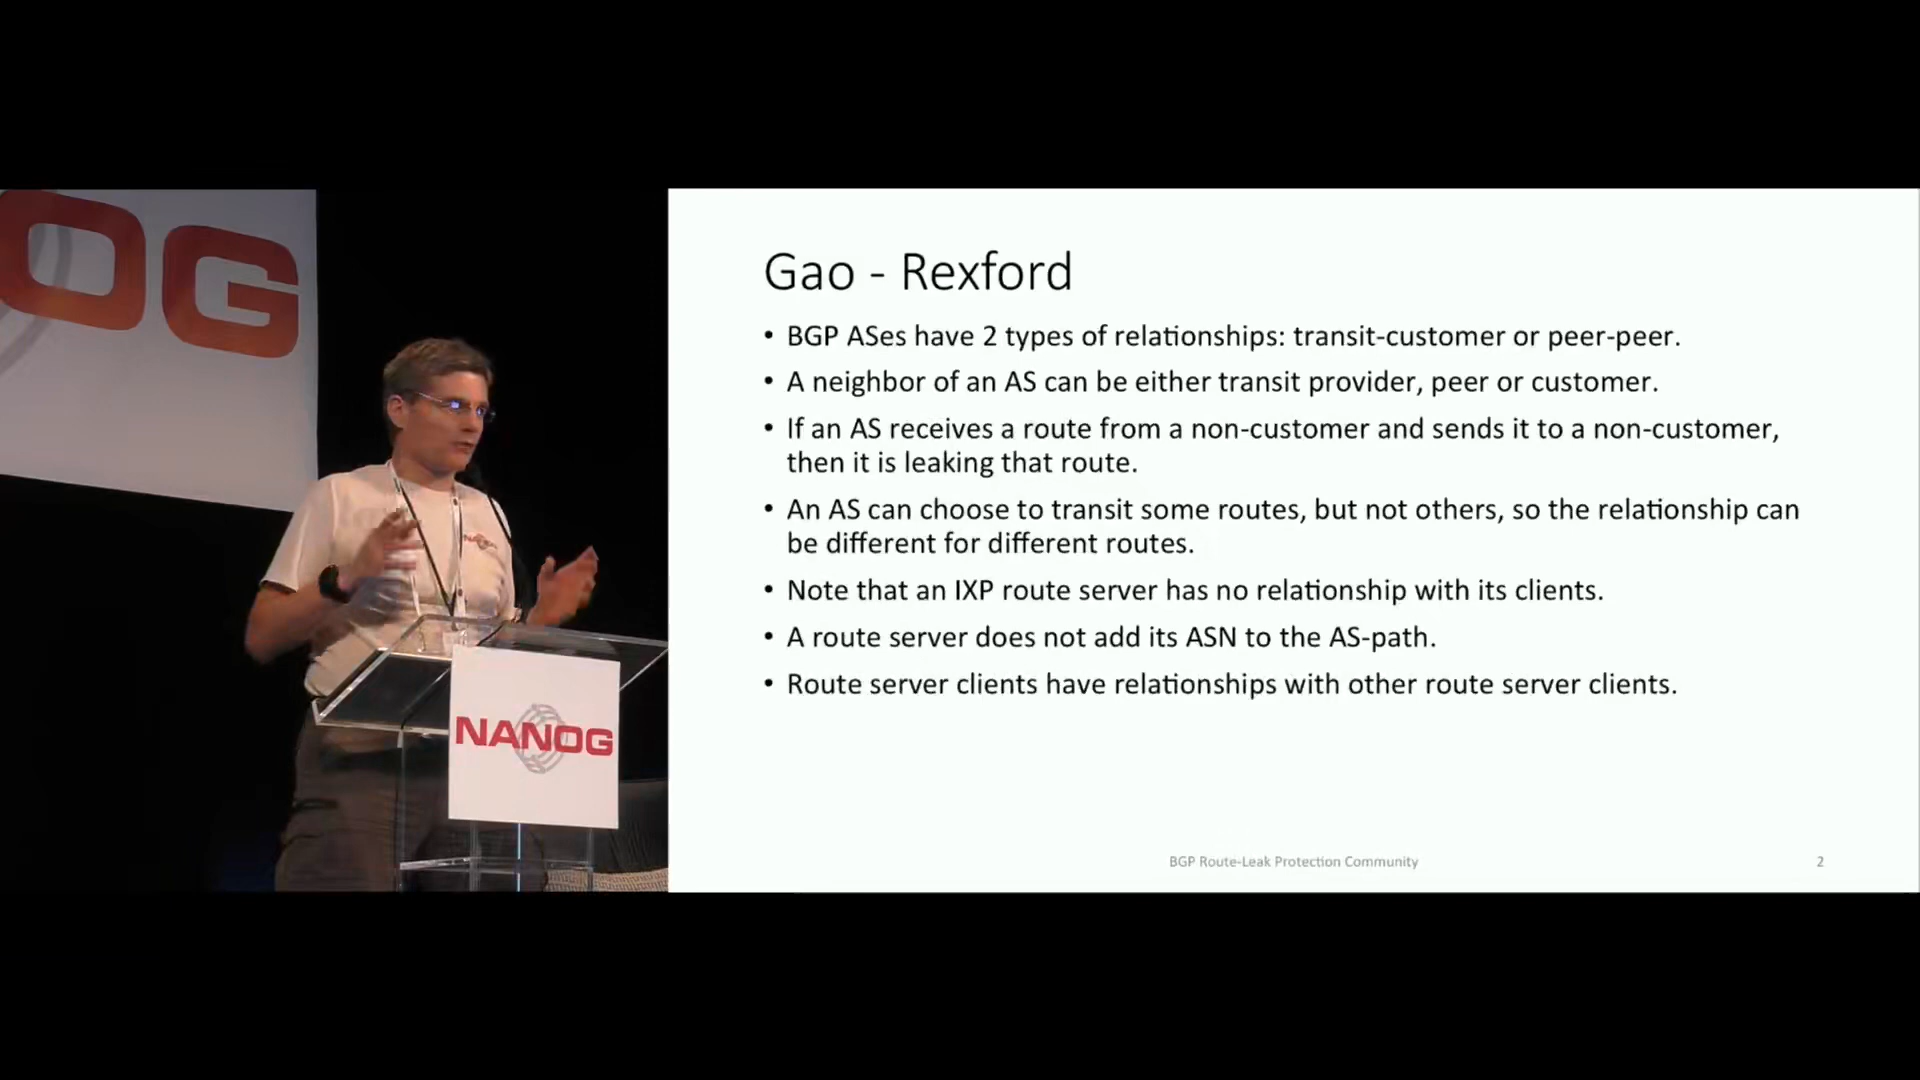 OG
NANOG
Gao - Rexford
• BGP ASes have 2 types of relationships: transit-customer or peer-peer.
• A neighbor of an AS can be either transit provider, peer or customer.
• If an AS receives a route from a non-customer and sends it to a non-customer,
then it is leaking that route.
• An AS can choose to transit some routes, but not others, so the relationship can
be different for different routes.
• Note that an IXP route server has no relationship with its clients.
• A route server does not add its ASN to the AS-path.
• Route server clients have relationships with other route server clients.
BGP Route-Leak Protection Community
2